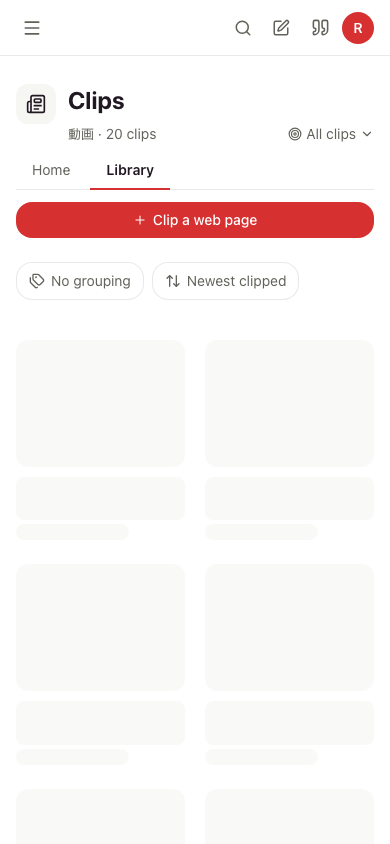 R
Clips
動画 · 20 clips
All clips
Home
Library
Clip a web page
No grouping
Newest clipped